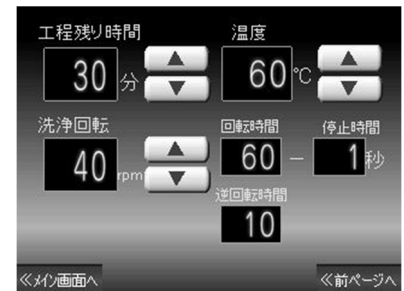 工程残り時間 温度
30 分 60 ℃
洗浄回転 回転時間 停止時間
40 rpm 60 - 1 秒
逆回転時間
10
≪メイン画面へ ≪前ページへ